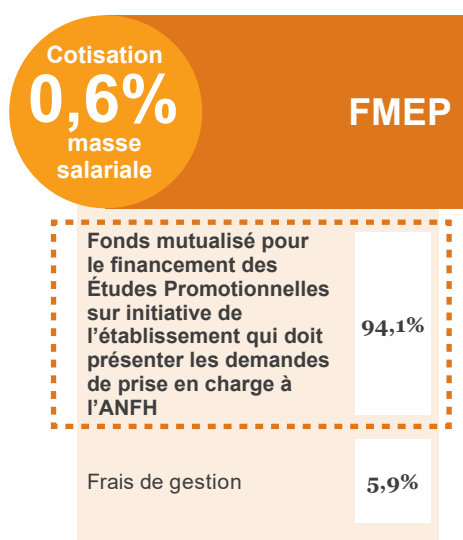 Cotisation
0,6%
masse
salariale
FMEP
Fonds mutualisé pour
le financement des
Études Promotionnelles
sur initiative de
l’établissement qui doit
présenter les demandes
de prise en charge à
l’ANFH
94,1%
Frais de gestion
5,9%